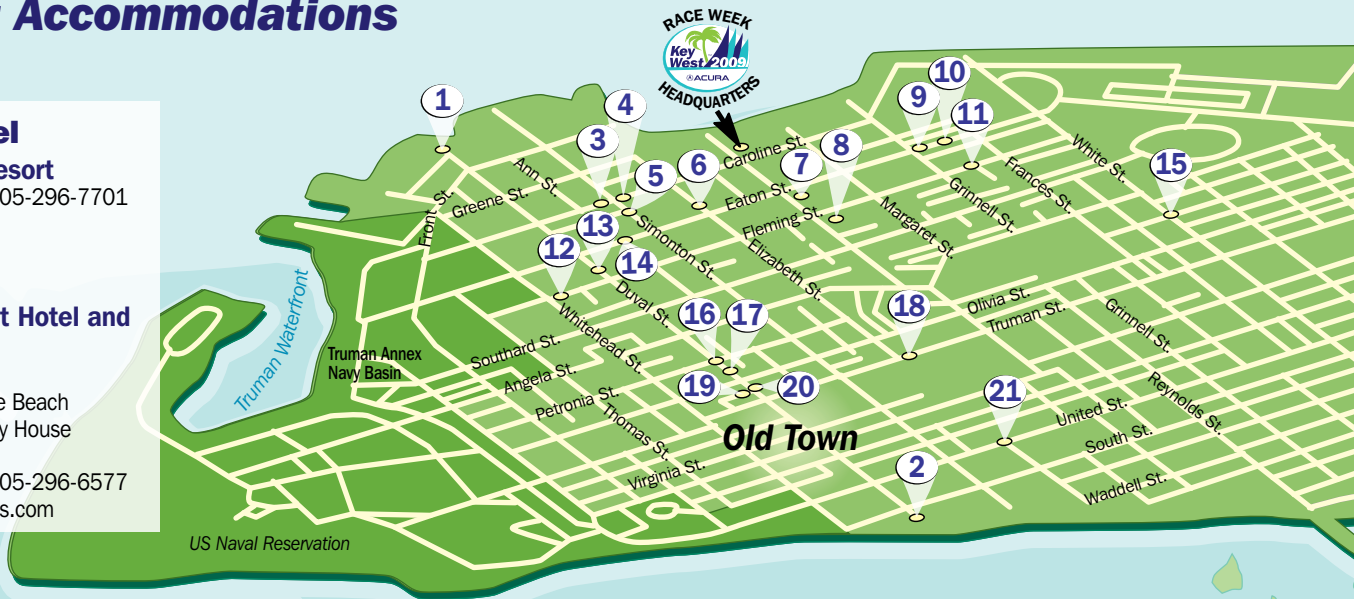 Accommodations
el
esort
05-296-7701
t Hotel and
e Beach
y House
05-296-6577
s.com
RACE WEEK
Key
West 2009
ACURA
HEADQUARTERS
1
3
4
5
6
7
8
9
10
11
15
12
13
14
16
17
18
19
20
21
2
Caroline St.
Eaton St.
Fleming St.
Ann St.
Greene St.
Front St.
Simonton St.
Elizabeth St.
Margaret St.
Grinnell St.
Frances St.
White St.
Duval St.
Whitehead St.
Southard St.
Angela St.
Petronia St.
Thomas St.
Virginia St.
Olivia St.
Truman St.
Grinnell St.
Reynolds St.
United St.
South St.
Waddell St.
Truman Waterfront
Truman Annex
Navy Basin
Old Town
US Naval Reservation